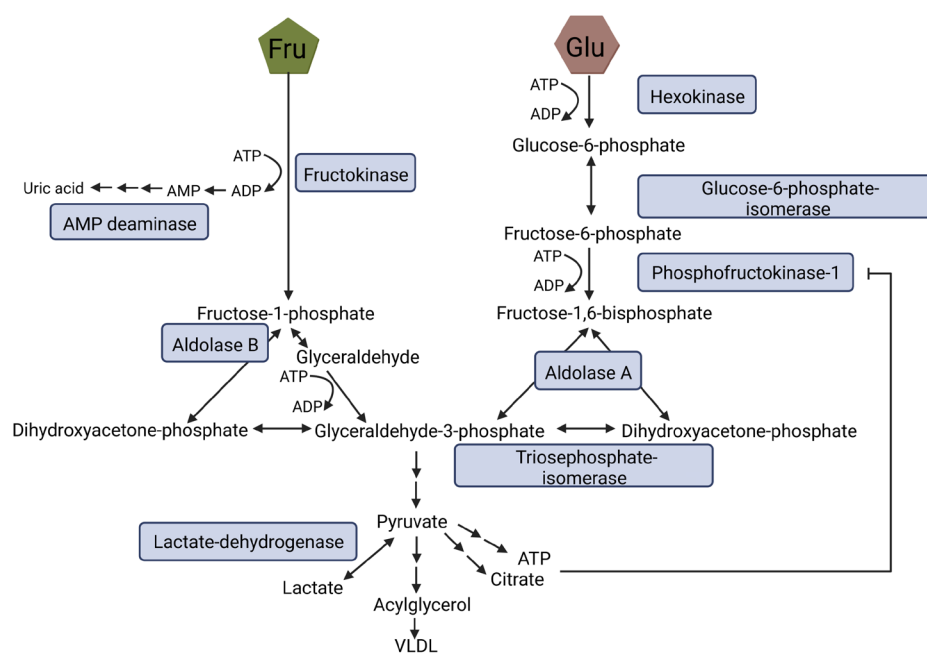 Fru
Glu
ATP
ADP
Hexokinase
Glucose-6-phosphate
ATP
Fructokinase
Uric acid
AMP
ADP
AMP deaminase
Glucose-6-phosphate-
isomerase
Fructose-6-phosphate
ATP
ADP
Phosphofructokinase-1
Fructose-1-phosphate
Fructose-1,6-bisphosphate
Aldolase B
Glyceraldehyde
ATP
ADP
Aldolase A
Dihydroxyacetone-phosphate
Glyceraldehyde-3-phosphate
Dihydroxyacetone-phosphate
Triosephosphate-
isomerase
Pyruvate
Lactate-dehydrogenase
ATP
Citrate
Lactate
Acylglycerol
VLDL